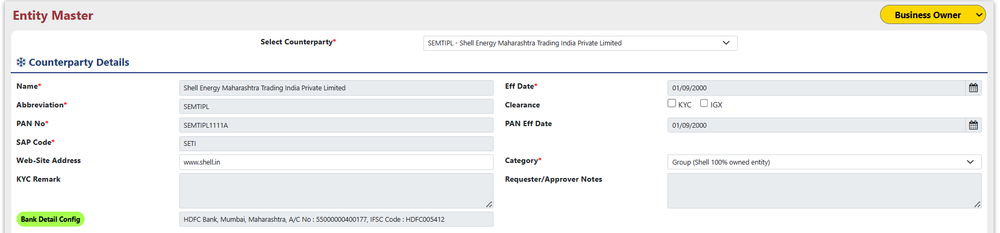 Entity Master
Business Owner
Select Counterparty*
SEMTIPL - Shell Energy Maharashtra Trading India Private Limited
Counterparty Details
Name*
Shell Energy Maharashtra Trading India Private Limited
Eff Date*
01/09/2000
Abbreviation*
SEMTIPL
Clearance
KYC
IGX
PAN No*
SEMTIPL1111A
PAN Eff Date
01/09/2000
SAP Code*
SETI
Web-Site Address
www.shell.in
Category*
Group (Shell 100% owned entity)
KYC Remark
Requester/Approver Notes
Bank Detail Config
HDFC Bank, Mumbai, Maharashtra, A/C No : 55000000400177, IFSC Code : HDFC005412